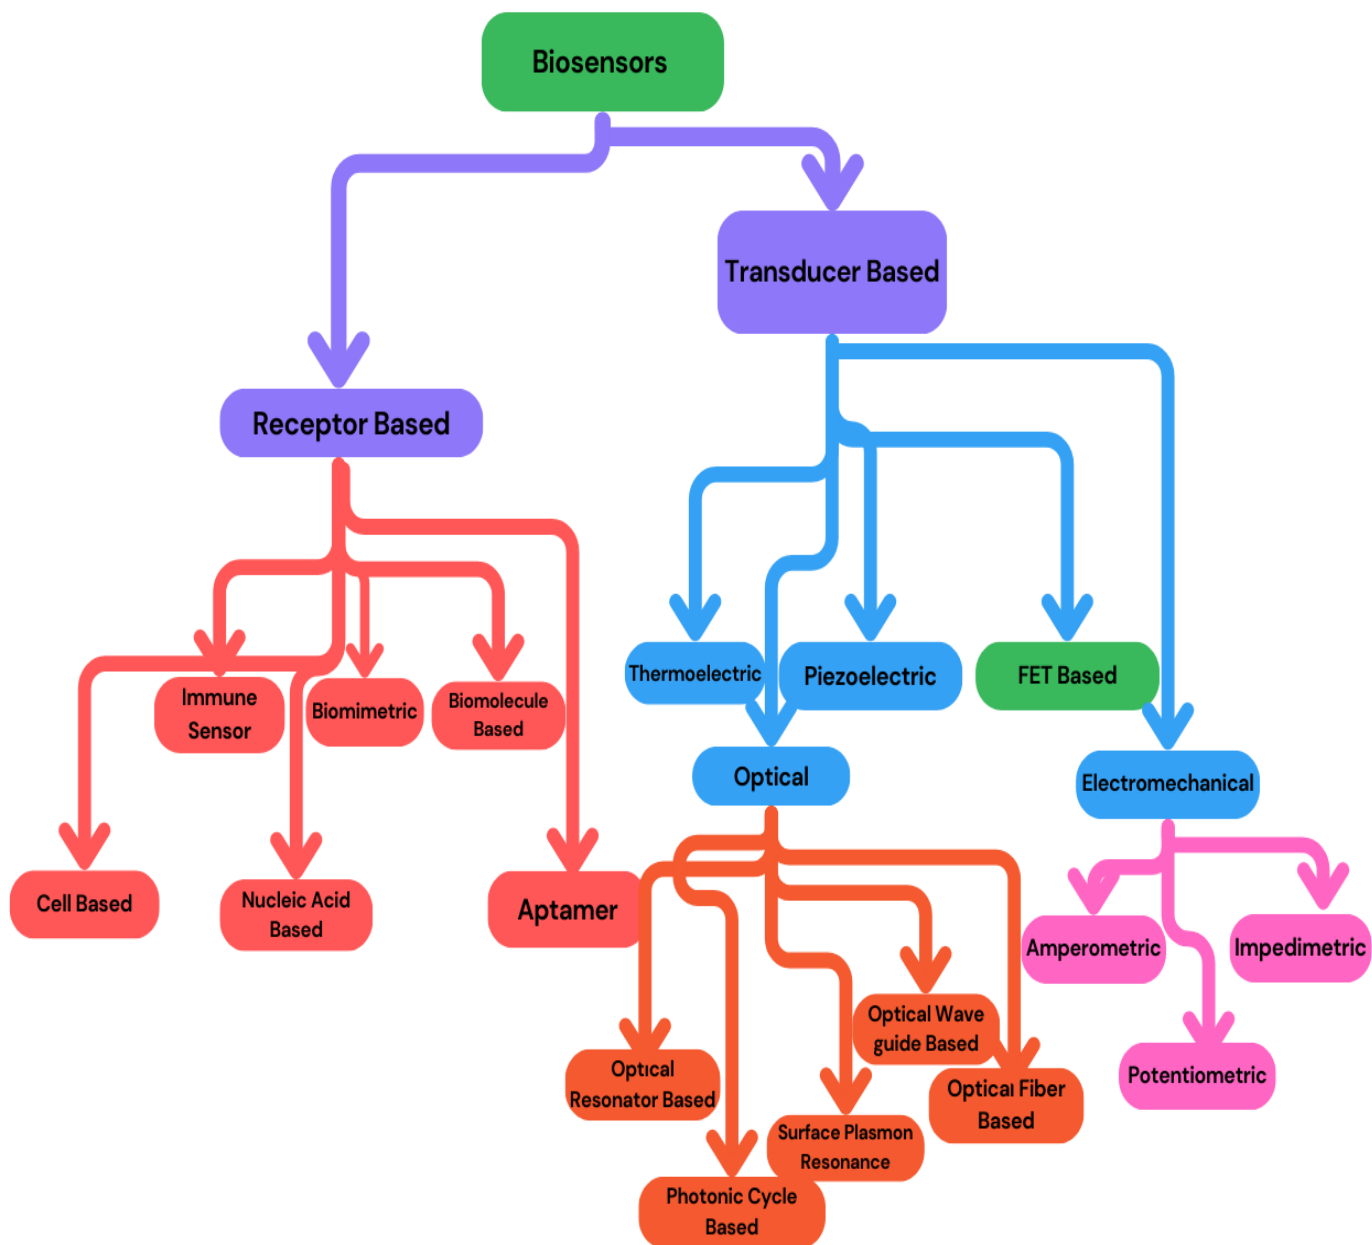 Biosensors
Transducer Based
Receptor Based
Thermoelectric
Piezoelectric
FET Based
Immune
Sensor
Biomimetric
Biomolecule
Based
Optical
Electromechanical
Cell Based
Nucleic Acid
Based
Aptamer
Amperometric
Impedimetric
Optical Wave
guide Based
Optical
Resonator Based
Potentiometric
Optical Fiber
Based
Surface Plasmon
Resonance
Photonic Cycle
Based